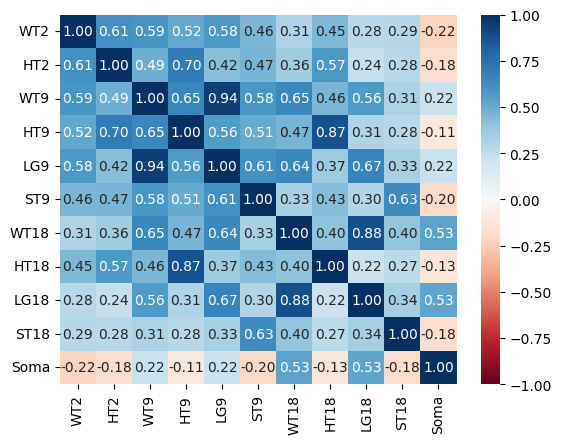 WT2 1.00 0.61 0.59 0.52 0.58 0.46 0.31 0.45 0.28 0.29 -0.22
HT2 0.61 1.00 0.49 0.70 0.42 0.47 0.36 0.57 0.24 0.28 -0.18
WT9 0.59 0.49 1.00 0.65 0.94 0.58 0.65 0.46 0.56 0.31 0.22
HT9 0.52 0.70 0.65 1.00 0.56 0.51 0.47 0.87 0.31 0.28 -0.11
LG9 0.58 0.42 0.94 0.56 1.00 0.61 0.64 0.37 0.67 0.33 0.22
ST9 0.46 0.47 0.58 0.51 0.61 1.00 0.33 0.43 0.30 0.63 -0.20
WT18 0.31 0.36 0.65 0.47 0.64 0.33 1.00 0.40 0.88 0.40 0.53
HT18 0.45 0.57 0.46 0.87 0.37 0.43 0.40 1.00 0.22 0.27 -0.13
LG18 0.28 0.24 0.56 0.31 0.67 0.30 0.88 0.22 1.00 0.34 0.53
ST18 0.29 0.28 0.31 0.28 0.33 0.63 0.40 0.27 0.34 1.00 -0.18
Soma -0.22 -0.18 0.22 -0.11 0.22 -0.20 0.53 -0.13 0.53 -0.18 1.00
WT2 HT2 WT9 HT9 LG9 ST9 WT18 HT18 LG18 ST18 Soma
1.00
0.75
0.50
0.25
0.00
−0.25
−0.50
−0.75
−1.00